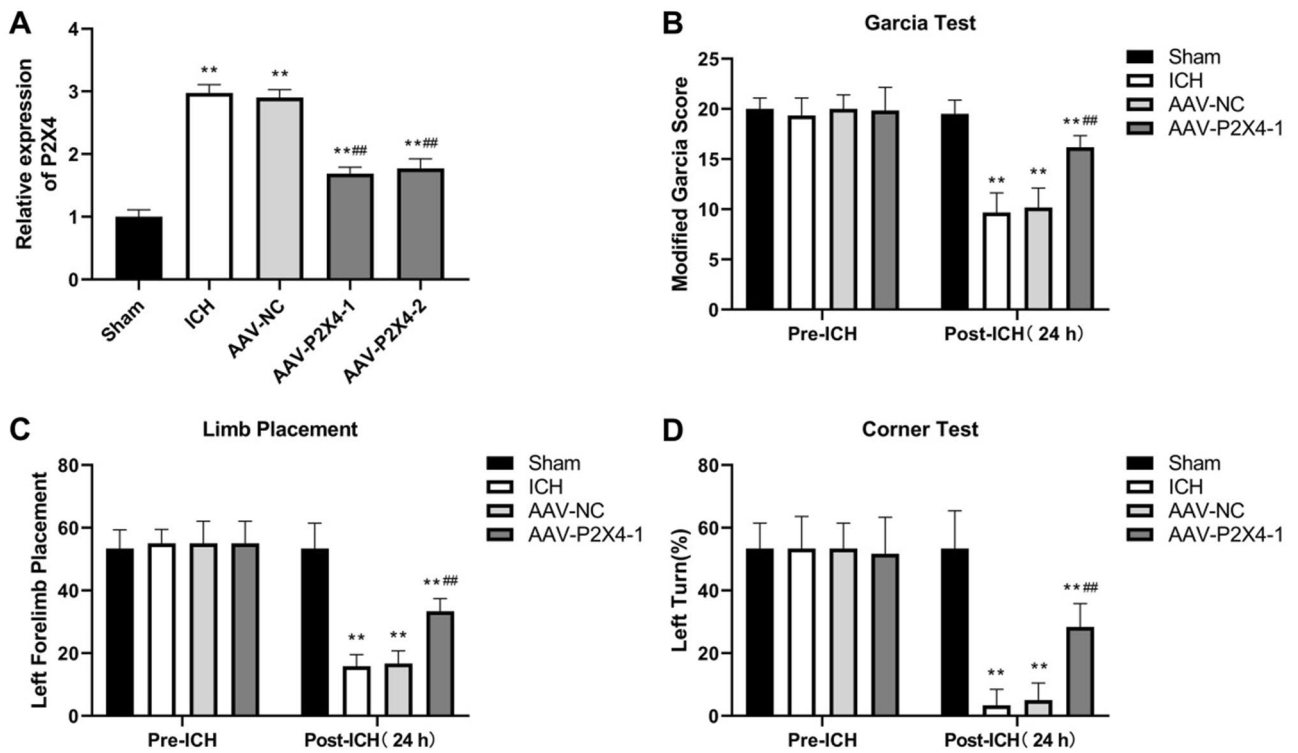 A
Relative expression
of P2X4
4
3
2
1
0
**
**
**##
**##
Sham
ICH
AAV-NC
AAV-P2X4-1
AAV-P2X4-2
B
Garcia Test
Modified Garcia Score
25
20
15
10
5
0
**
**
**##
Pre-ICH
Post-ICH( 24 h)
Sham
ICH
AAV-NC
AAV-P2X4-1
C
Limb Placement
Left Forelimb Placement
80
60
40
20
0
**
**
**##
Pre-ICH
Post-ICH( 24 h)
Sham
ICH
AAV-NC
AAV-P2X4-1
D
Corner Test
Left Turn(%)
80
60
40
20
0
**
**
**##
Pre-ICH
Post-ICH( 24 h)
Sham
ICH
AAV-NC
AAV-P2X4-1